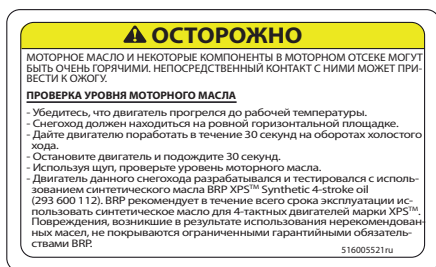 ОСТОРОЖНО
МОТОРНОЕ МАСЛО И НЕКОТОРЫЕ КОМПОНЕНТЫ В МОТОРНОМ ОТСЕКЕ МОГУТ
БЫТЬ ОЧЕНЬ ГОРЯЧИМИ. НЕПОСРЕДСТВЕННЫЙ КОНТАКТ С НИМИ МОЖЕТ ПРИ-
ВЕСТИ К ОЖОГУ.
ПРОВЕРКА УРОВНЯ МОТОРНОГО МАСЛА
- Убедитесь, что двигатель прогрелся до рабочей температуры.
- Снегоход должен находиться на ровной горизонтальной площадке.
- Дайте двигателю поработать в течение 30 секунд на оборотах холостого
хода.
- Остановите двигатель и подождите 30 секунд.
- Используя щуп, проверьте уровень моторного масла.
- Двигатель данного снегохода разрабатывался и тестировался с исполь-
зованием синтетического масла BRP XPS™ Synthetic 4-stroke oil
(293 600 112). BRP рекомендует в течение всего срока эксплуатации ис-
пользовать синтетическое масло для 4-тактных двигателей марки XPS™.
Повреждения, возникшие в результате использования нерекомендован-
ных масел, не покрываются ограниченными гарантийными обязатель-
ствами BRP.
516005521ru